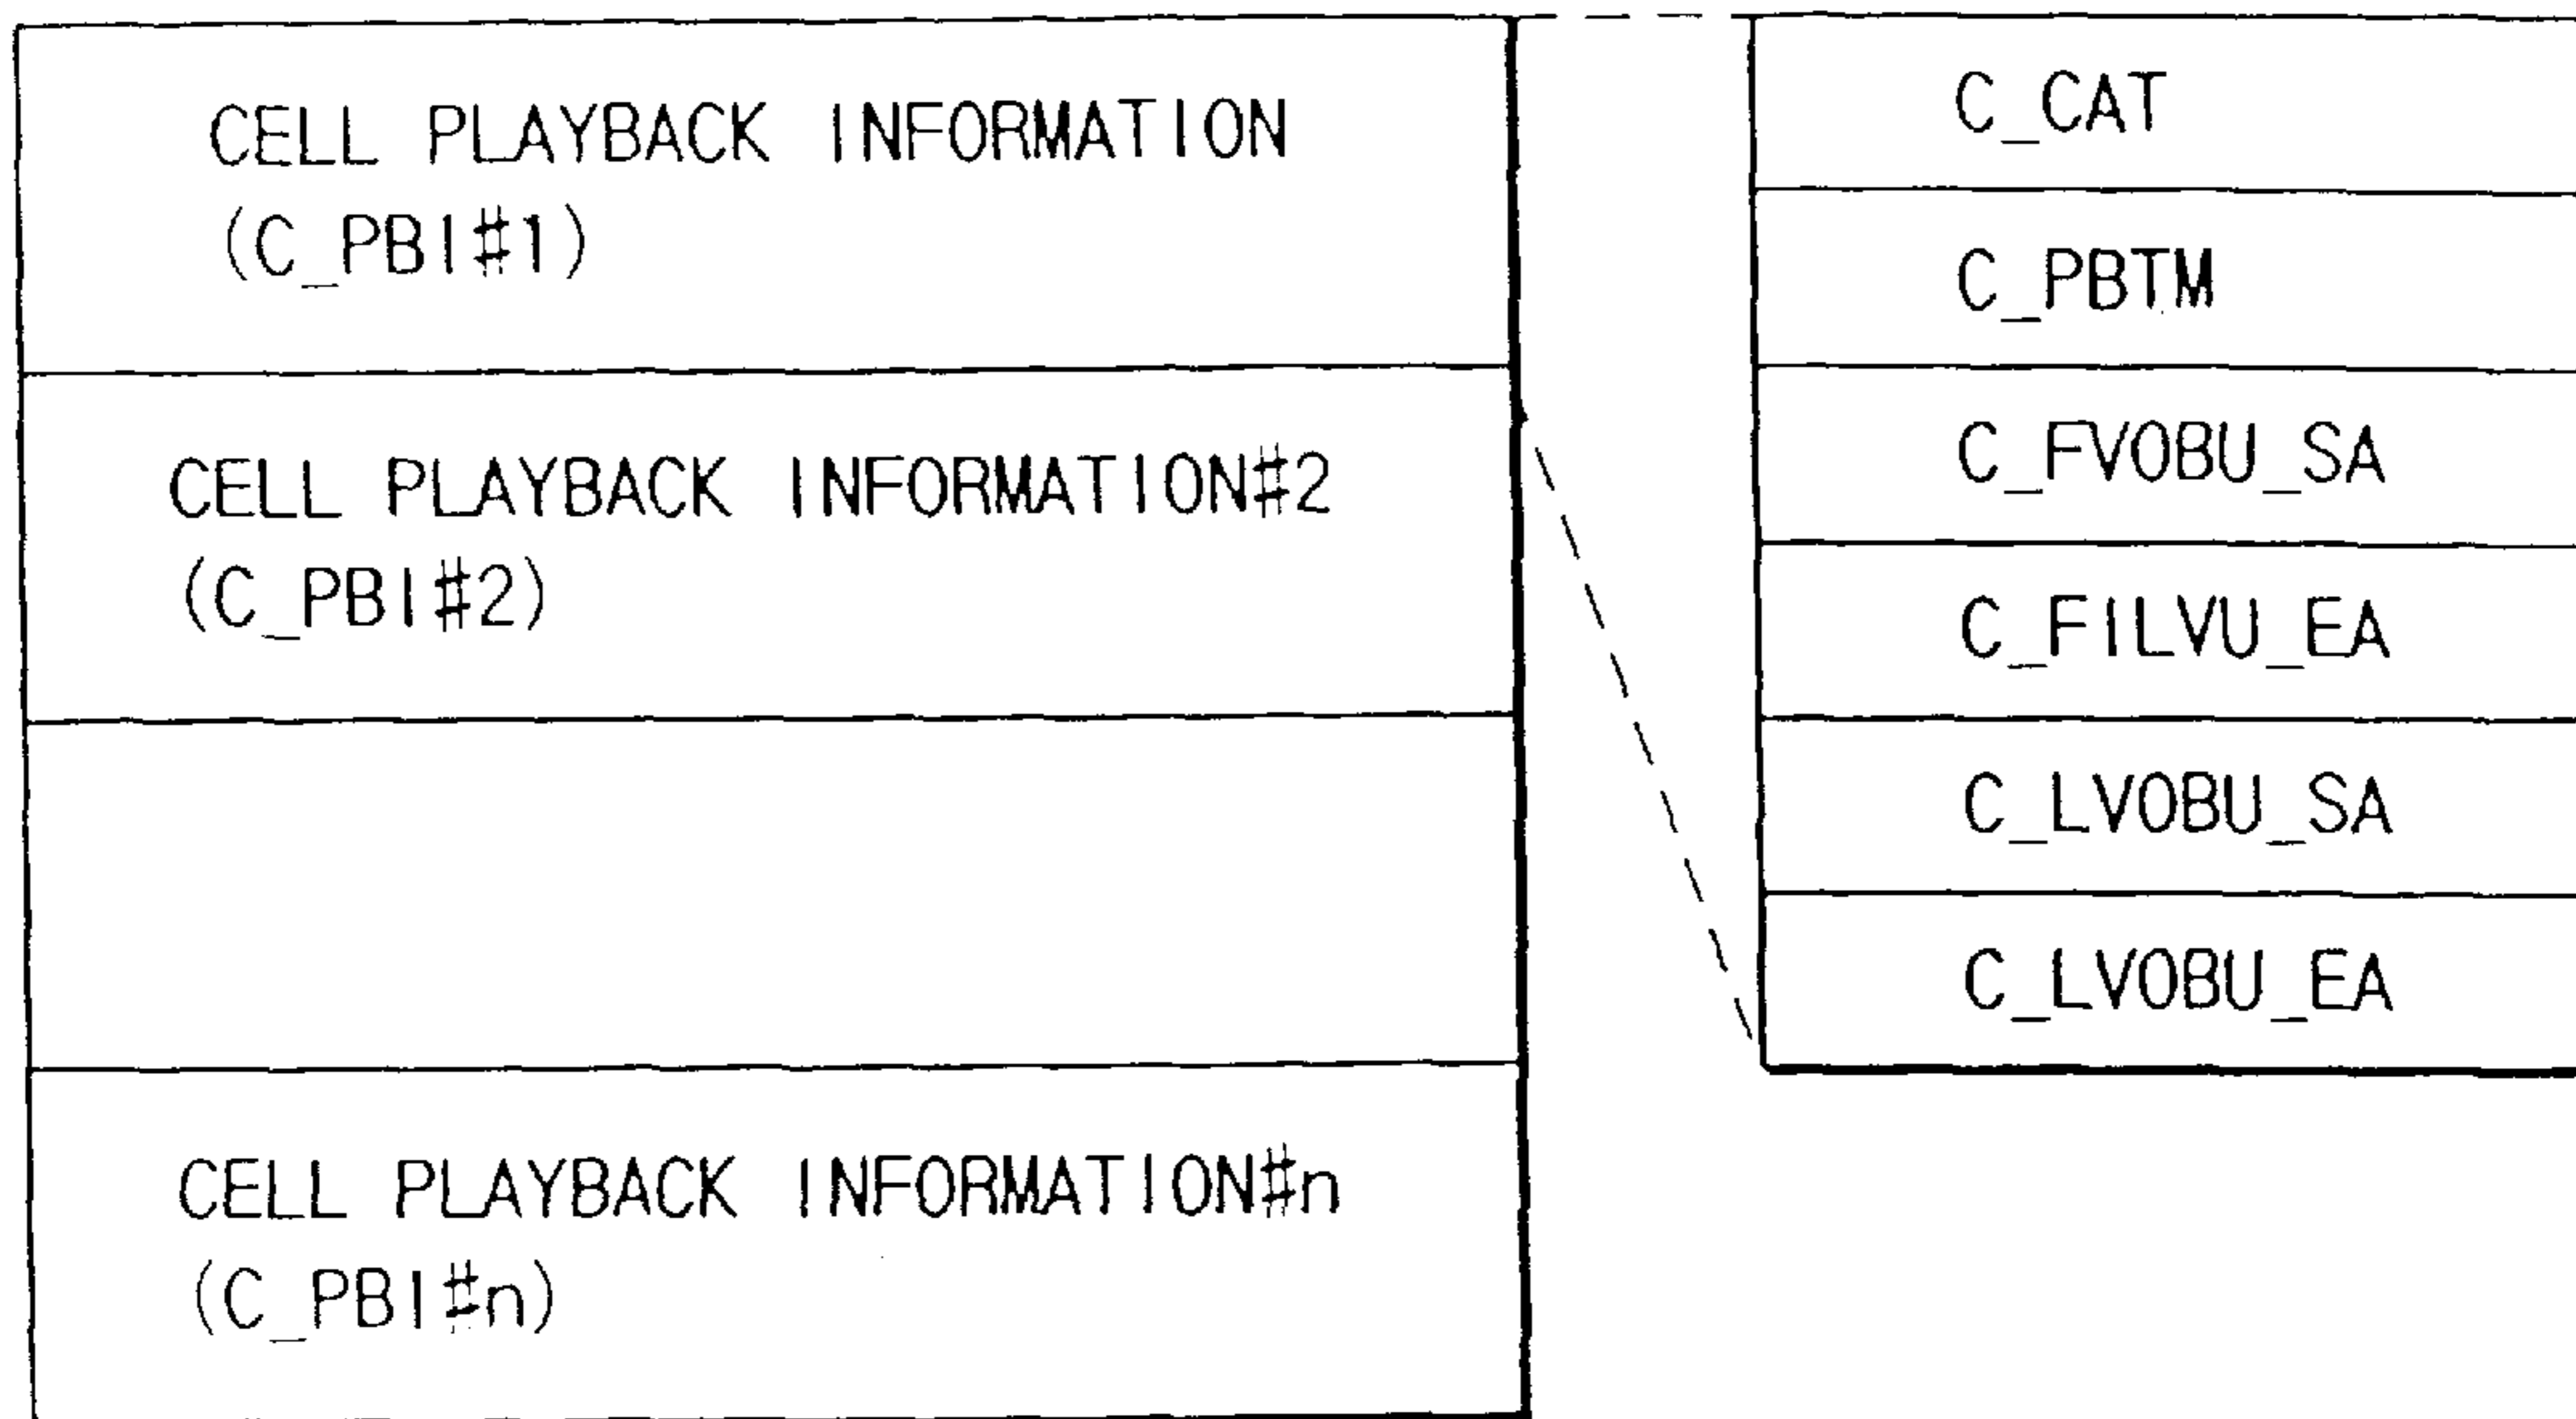 CELL PLAYBACK INFORMATION
(C_PBI#1)
CELL PLAYBACK INFORMATION#2
(C_PBI#2)
CELL PLAYBACK INFORMATION#n
(C_PBI#n)
C_CAT
C_PBTM
C_FVOBU_SA
C_FILVU_EA
C_LVOBU_SA
C_LVOBU_EA